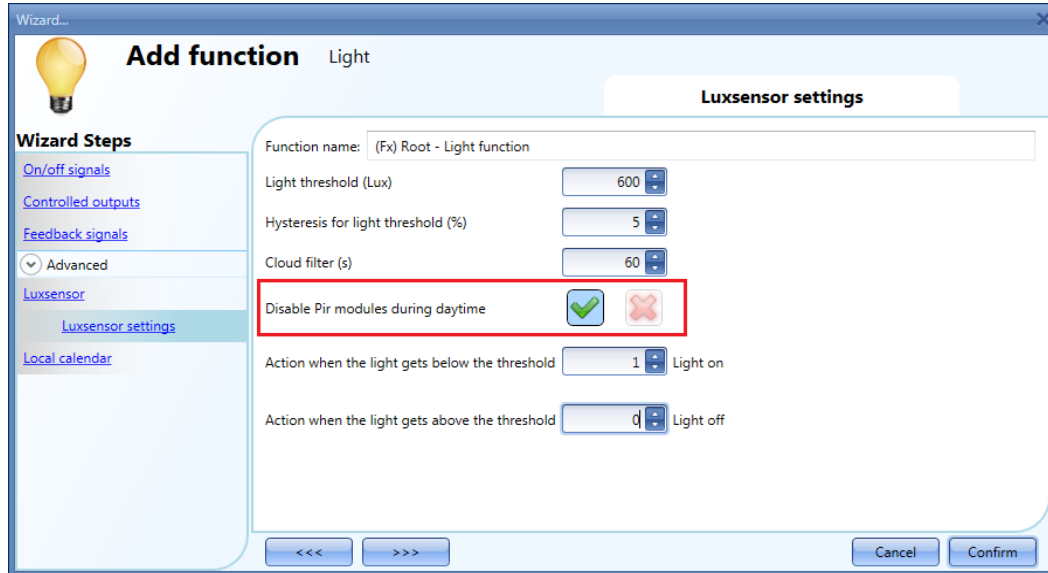 Wizard...
Add function Light
Luxsensor settings
Wizard Steps
On/off signals
Controlled outputs
Feedback signals
Advanced
Luxsensor
Luxsensor settings
Local calendar
Function name: (Fx) Root - Light function
Light threshold (Lux) 600
Hysteresis for light threshold (%) 5
Cloud filter (s) 60
Disable Pir modules during daytime
Action when the light gets below the threshold 1 Light on
Action when the light gets above the threshold 0 Light off
<<< >>> Cancel Confirm